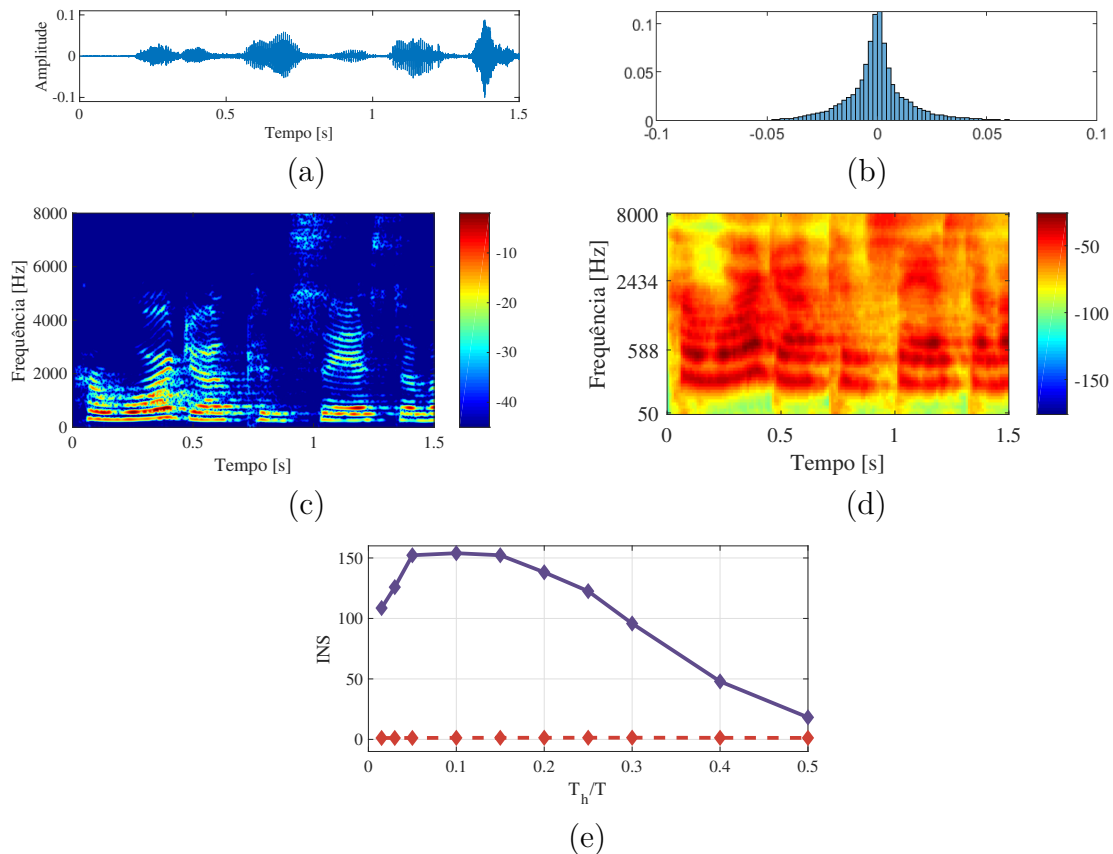 0.1
0
-0.1
Amplitude
0 0.5 1 1.5
Tempo [s]
(a)
0.1
0.05
0
-0.1 -0.05 0 0.05 0.1
(b)
8000
6000
4000
2000
0
Frequência [Hz]
0 0.5 1 1.5
Tempo [s]
-10
-20
-30
-40
(c)
8000
2434
588
50
Frequência [Hz]
0 0.5 1 1.5
Tempo [s]
-50
-100
-150
(d)
150
100
50
0
INS
0 0.1 0.2 0.3 0.4 0.5
T_h/T
(e)